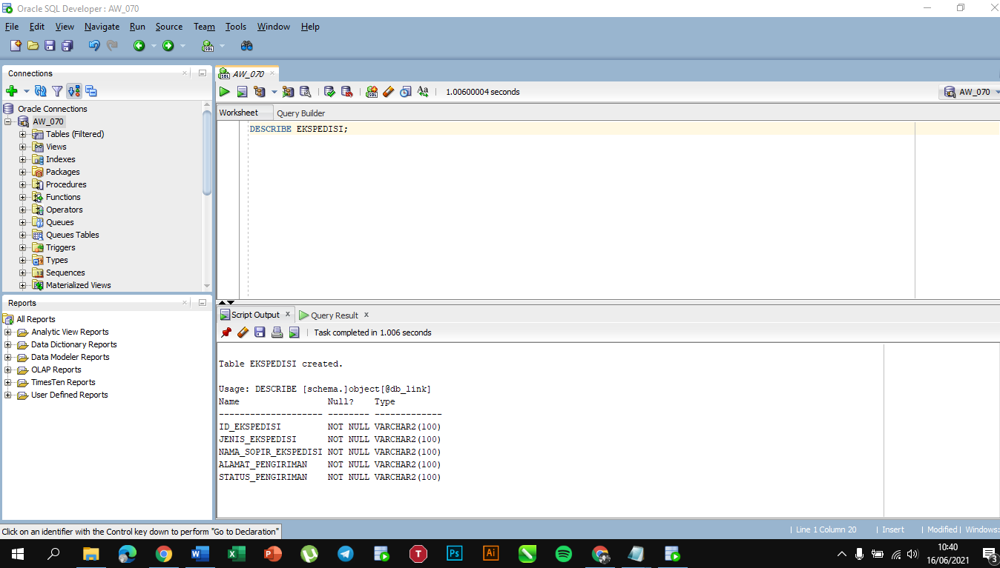 Oracle SQL Developer : AW_070
File Edit View Navigate Run Source Team Tools Window Help
Connections
Oracle Connections
AW_070
Tables (Filtered)
Views
Indexes
Packages
Procedures
Functions
Operators
Queues
Queues Tables
Triggers
Types
Sequences
Materialized Views
Reports
All Reports
Analytic View Reports
Data Dictionary Reports
Data Modeler Reports
OLAP Reports
TimesTen Reports
User Defined Reports
AW_070
1.00600004 seconds
AW_070
Worksheet Query Builder
DESCRIBE EKSPEDISI;
Script Output x Query Result x
Task completed in 1.006 seconds
Table EKSPEDISI created.
Usage: DESCRIBE [schema.]object[@db_link]
Name Null? Type
-------------------- -------- -------------
ID_EKSPEDISI NOT NULL VARCHAR2(100)
JENIS_EKSPEDISI NOT NULL VARCHAR2(100)
NAMA_SOPIR_EKSPEDISI NOT NULL VARCHAR2(100)
ALAMAT_PENGIRIMAN NOT NULL VARCHAR2(100)
STATUS_PENGIRIMAN NOT NULL VARCHAR2(100)
Click on an identifier with the Control key down to perform "Go to Declaration"
| Line 1 Column 20 | Insert | Modified | Windows:
10:40
16/06/2021
3